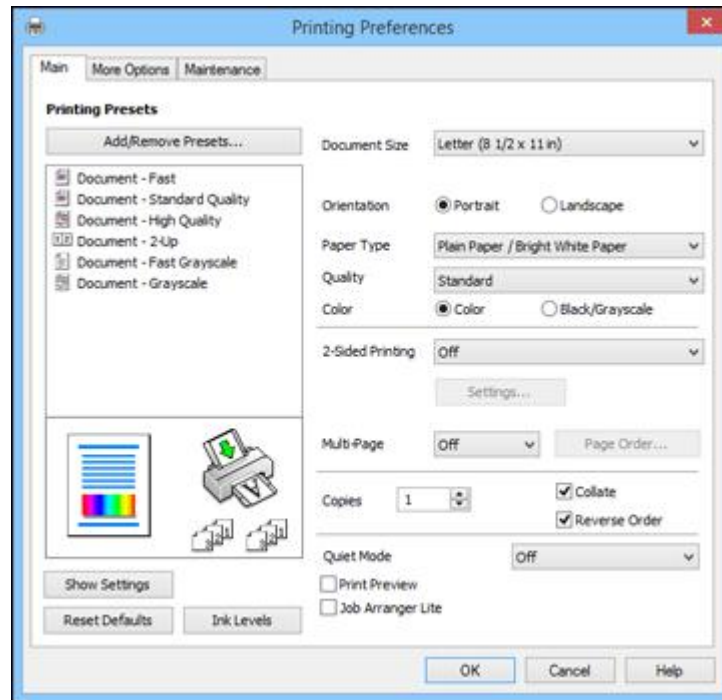 Printing Preferences
Main
More Options
Maintenance
Printing Presets
Add/Remove Presets...
Document - Fast
Document - Standard Quality
Document - High Quality
Document - 2-Up
Document - Fast Grayscale
Document - Grayscale
Show Settings
Reset Defaults
Ink Levels
Document Size
Letter (8 1/2 x 11 in)
Orientation
Portrait
Landscape
Paper Type
Plain Paper / Bright White Paper
Quality
Standard
Color
Color
Black/Grayscale
2-Sided Printing
Off
Settings...
Multi-Page
Off
Page Order...
Copies
1
Collate
Reverse Order
Quiet Mode
Off
Print Preview
Job Arranger Lite
OK
Cancel
Help